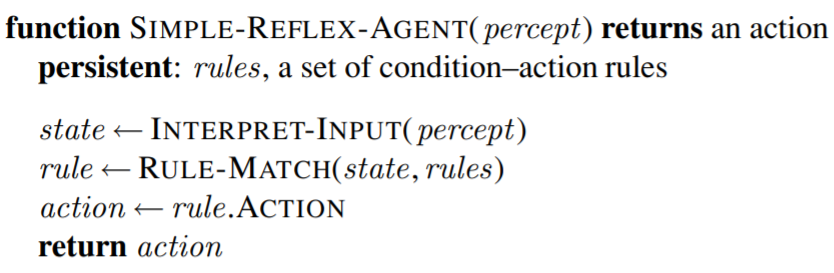 function SIMPLE-REFLEX-AGENT(percept) returns an action
persistent: rules, a set of condition–action rules
state ← INTERPRET-INPUT(percept)
rule ← RULE-MATCH(state, rules)
action ← rule.ACTION
return action